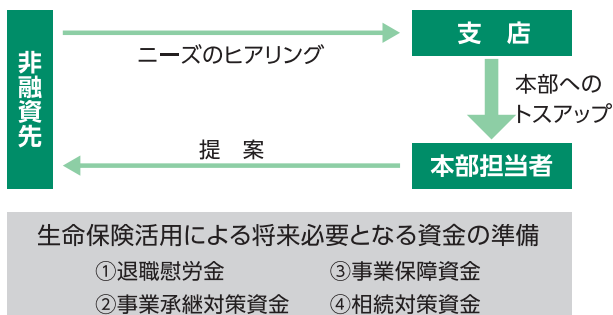 非融資先
ニーズのヒアリング
支　店
本部への
トスアップ
提　案
本部担当者
生命保険活用による将来必要となる資金の準備
①退職慰労金　③事業保障資金
②事業承継対策資金　④相続対策資金